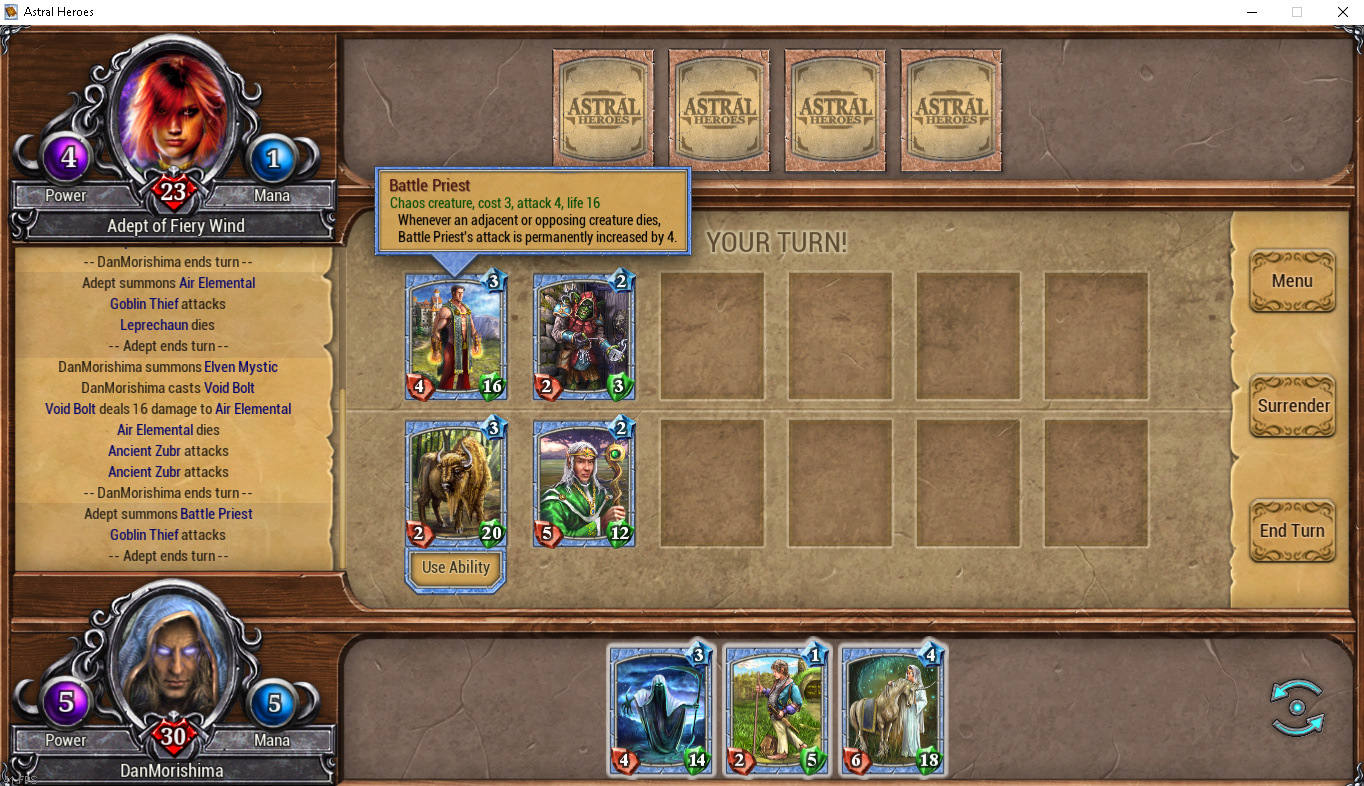 Astral Heroes
ASTRAL HEROES
ASTRAL HEROES
ASTRAL HEROES
ASTRAL HEROES
4
Power
23
1
Mana
Adept of Fiery Wind
Battle Priest
Chaos creature, cost 3, attack 4, life 16
Whenever an adjacent or opposing creature dies,
Battle Priest's attack is permanently increased by 4.
YOUR TURN!
-- DanMorishima ends turn --
Adept summons Air Elemental
Goblin Thief attacks
Leprechaun dies
-- Adept ends turn --
DanMorishima summons Elven Mystic
DanMorishima casts Void Bolt
Void Bolt deals 16 damage to Air Elemental
Air Elemental dies
Ancient Zubr attacks
Ancient Zubr attacks
-- DanMorishima ends turn --
Adept summons Battle Priest
Goblin Thief attacks
-- Adept ends turn --
3
4
16
2
2
3
3
2
20
2
5
12
Use Ability
Menu
Surrender
End Turn
5
Power
30
5
Mana
DanMorishima
3
4
14
1
2
5
4
6
18